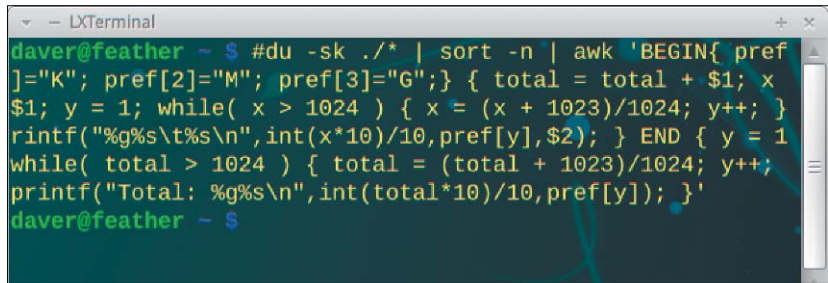 LXTerminal
daver@feather ~ $ #du -sk ./* | sort -n | awk 'BEGIN{ pref
]="K"; pref[2]="M"; pref[3]="G";} { total = total + $1; x
$1; y = 1; while( x > 1024 ) { x = (x + 1023)/1024; y++; }
rintf("%g%s\t%s\n",int(x*10)/10,pref[y],$2); } END { y = 1
while( total > 1024 ) { total = (total + 1023)/1024; y++;
printf("Total: %g%s\n",int(total*10)/10,pref[y]); }'
daver@feather ~ $